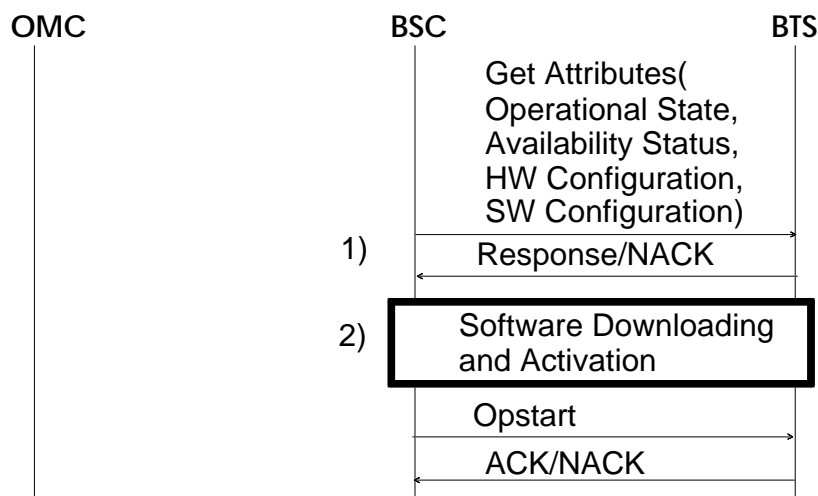 OMC BSC BTS
Get Attributes(
Operational State,
Availability Status,
HW Configuration,
SW Configuration)
1) Response/NACK
2) Software Downloading
and Activation
Opstart
ACK/NACK